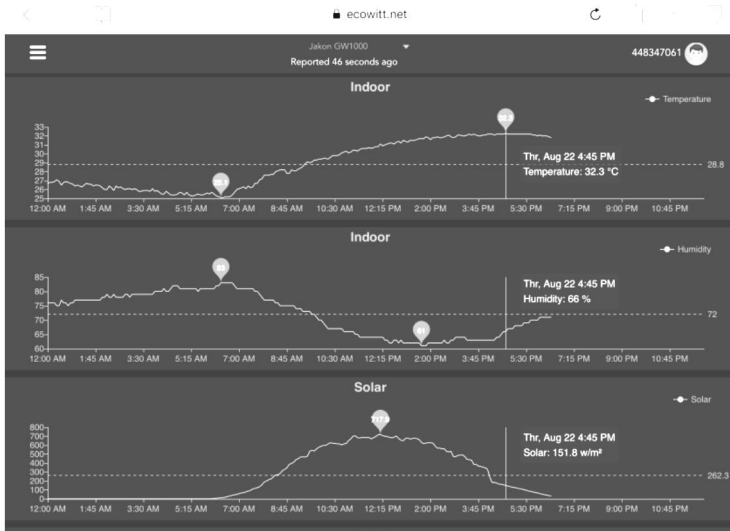 ecowitt.net
Jakon GW1000
Reported 46 seconds ago
448347061
Indoor
Temperature
33
32
31
30
29
28
27
26
25
28.8
32.3
Thr, Aug 22 4:45 PM
Temperature: 32.3 °C
12:00 AM 1:45 AM 3:30 AM 5:15 AM 7:00 AM 8:45 AM 10:30 AM 12:15 PM 2:00 PM 3:45 PM 5:30 PM 7:15 PM 9:00 PM 10:45 PM
Indoor
Humidity
85
80
75
70
65
60
83
61
72
Thr, Aug 22 4:45 PM
Humidity: 66 %
12:00 AM 1:45 AM 3:30 AM 5:15 AM 7:00 AM 8:45 AM 10:30 AM 12:15 PM 2:00 PM 3:45 PM 5:30 PM 7:15 PM 9:00 PM 10:45 PM
Solar
Solar
800
700
600
500
400
300
200
100
0
262.3
Thr, Aug 22 4:45 PM
Solar: 151.8 w/m²
12:00 AM 1:45 AM 3:30 AM 5:15 AM 7:00 AM 8:45 AM 10:30 AM 12:15 PM 2:00 PM 3:45 PM 5:30 PM 7:15 PM 9:00 PM 10:45 PM